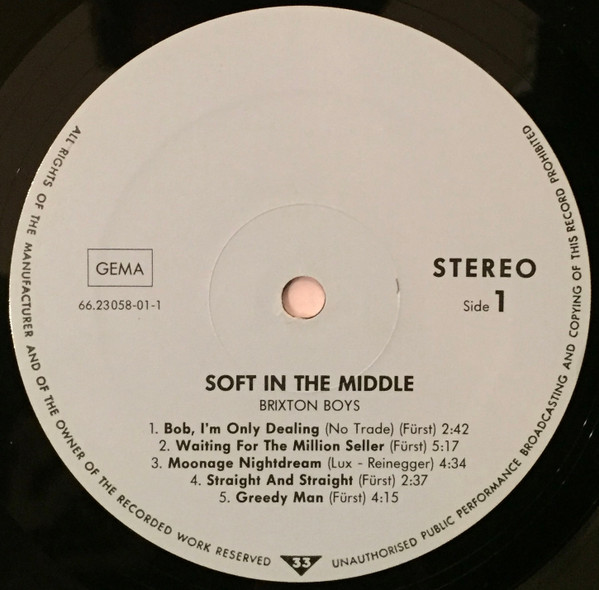 GEMA
66.23058-01-1
STEREO
Side 1
SOFT IN THE MIDDLE
BRIXTON BOYS
1. Bob, I'm Only Dealing (No Trade) (Fürst) 2:42
2. Waiting For The Million Seller (Fürst) 5:17
3. Moonage Nightdream (Lux - Reinegger) 4:34
4. Straight And Straight (Fürst) 2:37
5. Greedy Man (Fürst) 4:15
ALL RIGHTS OF THE MANUFACTURER AND OF THE OWNER OF THE RECORDED WORK RESERVED
33
UNAUTHORISED PUBLIC PERFORMANCE BROADCASTING AND COPYING OF THIS RECORD PROHIBITED